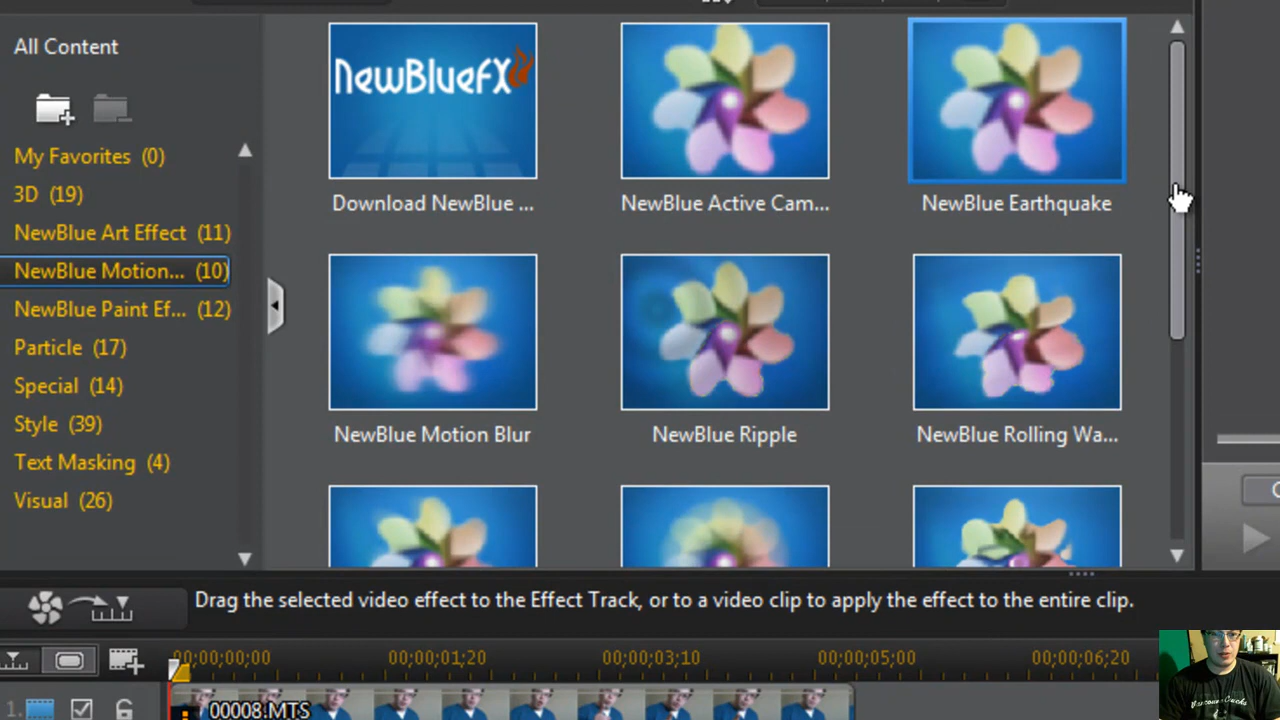 All Content
My Favorites (0)
3D (19)
NewBlue Art Effect (11)
NewBlue Motion... (10)
NewBlue Paint Ef... (12)
Particle (17)
Special (14)
Style (39)
Text Masking (4)
Visual (26)
NewBlueFX
Download NewBlue ...
NewBlue Active Cam...
NewBlue Earthquake
NewBlue Motion Blur
NewBlue Ripple
NewBlue Rolling Wa...
Drag the selected video effect to the Effect Track, or to a video clip to apply the effect to the entire clip.
00;00;00;00
00;00;01;20
00;00;03;10
00;00;05;00
00;00;06;20
1.
00008.MTS